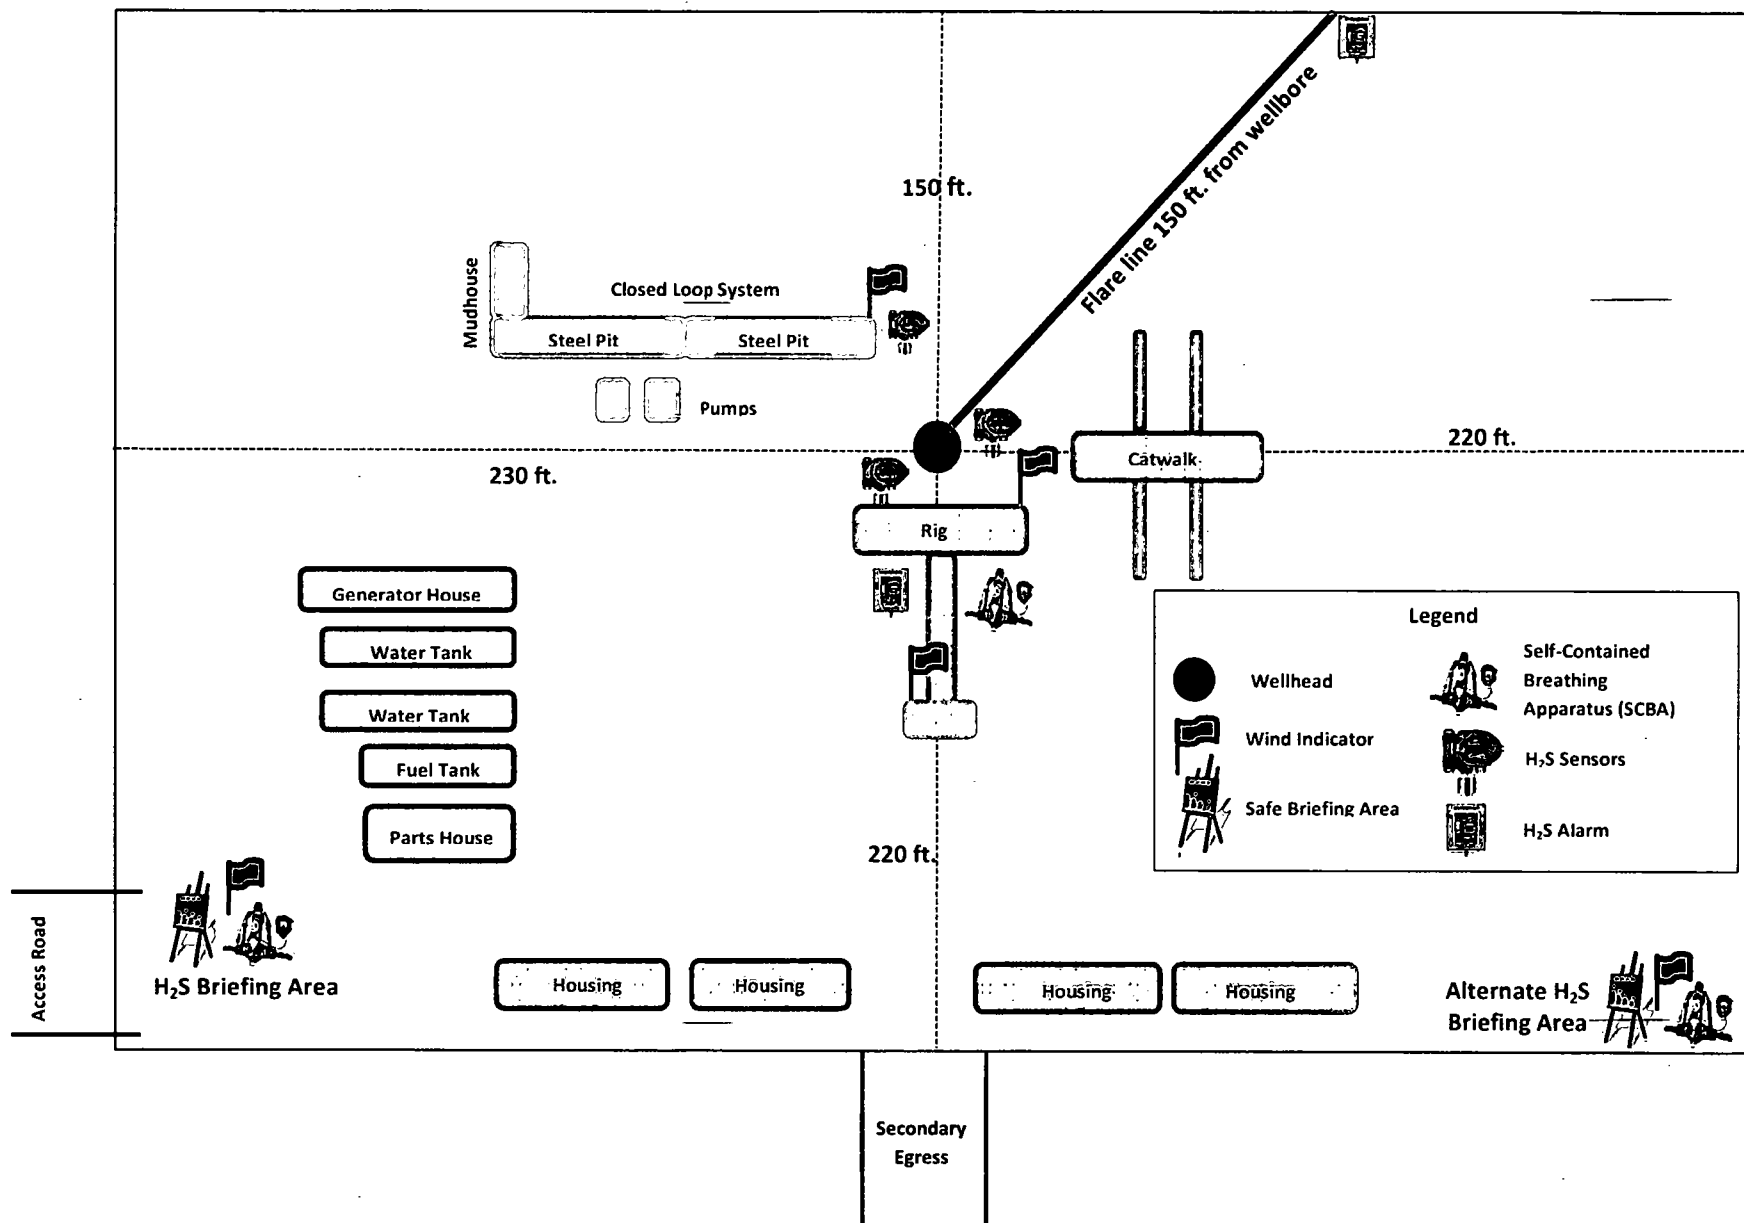 150 ft.
Flare line 150 ft. from wellbore
Mudhouse
Closed Loop System
Steel Pit
Steel Pit
Pumps
220 ft.
Catwalk
230 ft.
Rig
Generator House
Water Tank
Water Tank
Fuel Tank
Parts House
220 ft.
Legend
Wellhead
Self-Contained
Breathing
Apparatus (SCBA)
Wind Indicator
H₂S Sensors
Safe Briefing Area
H₂S Alarm
Access Road
H₂S Briefing Area
Housing
Housing
Housing
Housing
Alternate H₂S
Briefing Area
Secondary
Egress